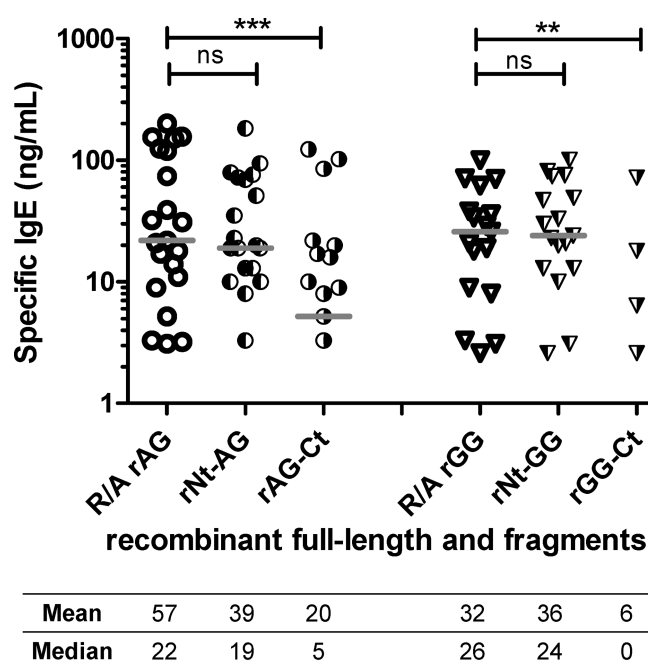 *** **
ns ns
1000
100
10
1
Specific IgE (ng/mL)
R/A rAG rNt-AG rAG-Ct R/A rGG rNt-GG rGG-Ct
recombinant full-length and fragments
Mean 57 39 20 32 36 6
Median 22 19 5 26 24 0